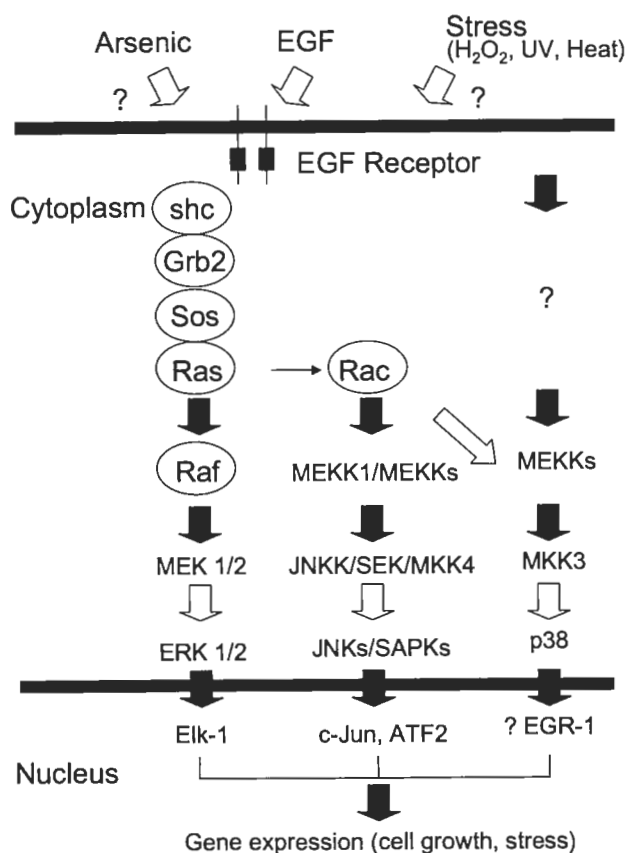 Arsenic EGF Stress
(H₂O₂, UV, Heat)
? ?
EGF Receptor
Cytoplasm shc
Grb2
?
Sos
Ras Rac
Raf MEKK1/MEKKs MEKKs
MEK 1/2 JNKK/SEK/MKK4 MKK3
ERK 1/2 JNKs/SAPKs p38
Elk-1 c-Jun, ATF2 ? EGR-1
Nucleus
Gene expression (cell growth, stress)